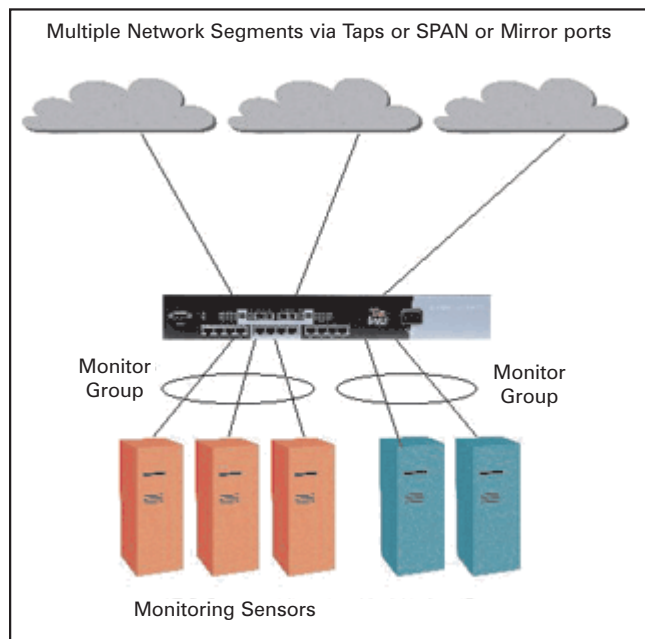 Multiple Network Segments via Taps or SPAN or Mirror ports
Monitor
Group
Monitor
Group
Monitoring Sensors